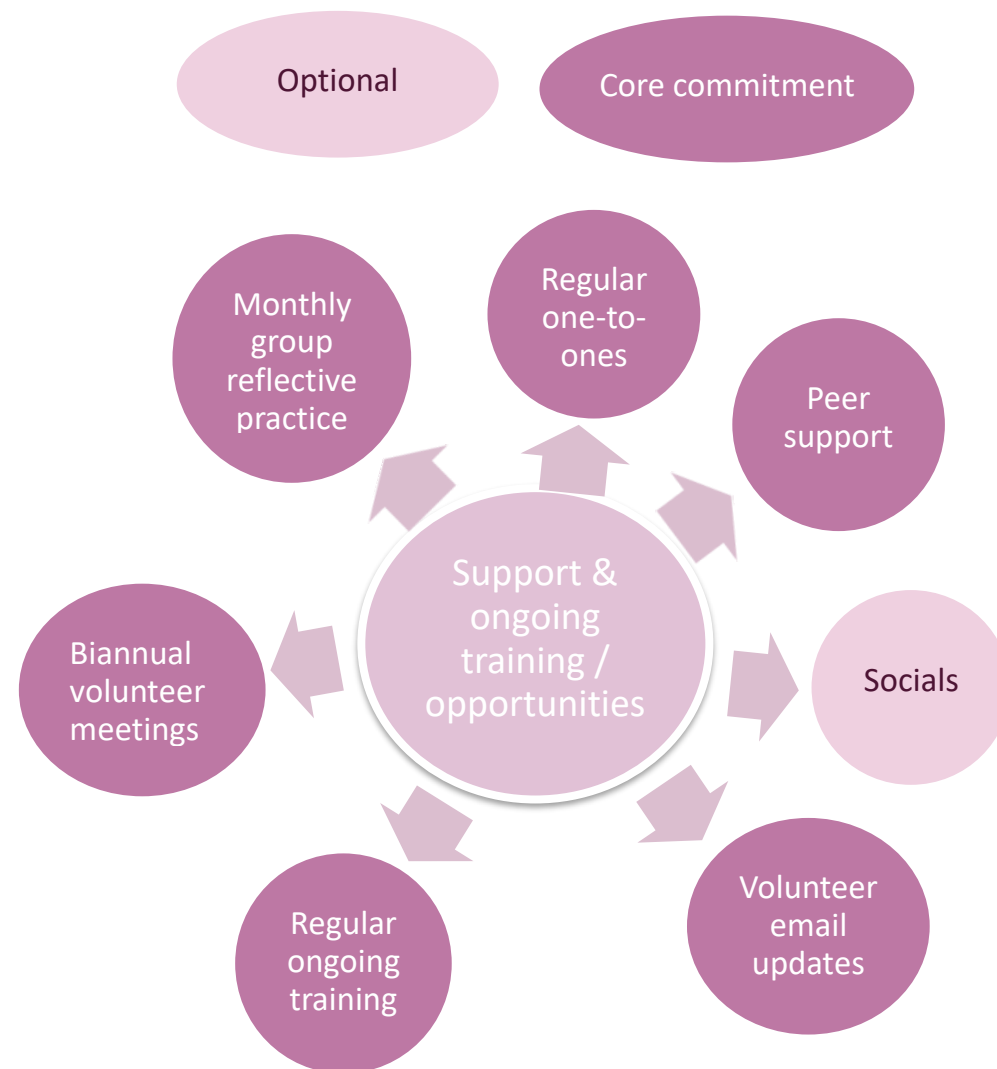 Optional
Core commitment
Monthly
group
reflective
practice
Regular
one-to-
ones
Peer
support
Support &
ongoing
training /
opportunities
Biannual
volunteer
meetings
Socials
Regular
ongoing
training
Volunteer
email
updates